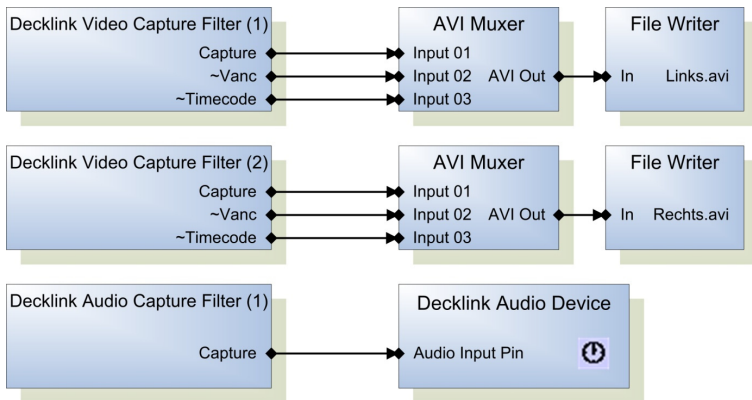 Decklink Video Capture Filter (1)
AVI Muxer
File Writer
Capture
Input 01
~Vanc
Input 02
AVI Out
In
Links.avi
~Timecode
Input 03
Decklink Video Capture Filter (2)
AVI Muxer
File Writer
Capture
Input 01
~Vanc
Input 02
AVI Out
In
Rechts.avi
~Timecode
Input 03
Decklink Audio Capture Filter (1)
Decklink Audio Device
Capture
Audio Input Pin